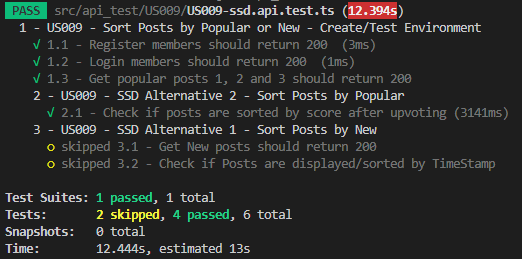 PASS src/api_test/US009/US009-ssd.api.test.ts (12.394s)
1 - US009 - Sort Posts by Popular or New - Create/Test Environment
√ 1.1 - Register members should return 200 (3ms)
√ 1.2 - Login members should return 200 (1ms)
√ 1.3 - Get popular posts 1, 2 and 3 should return 200
2 - US009 - SSD Alternative 2 - Sort Posts by Popular
√ 2.1 - Check if posts are sorted by score after upvoting (3141ms)
3 - US009 - SSD Alternative 1 - Sort Posts by New
○ skipped 3.1 - Get New posts should return 200
○ skipped 3.2 - Check if Posts are displayed/sorted by TimeStamp
Test Suites: 1 passed, 1 total
Tests: 2 skipped, 4 passed, 6 total
Snapshots: 0 total
Time: 12.444s, estimated 13s